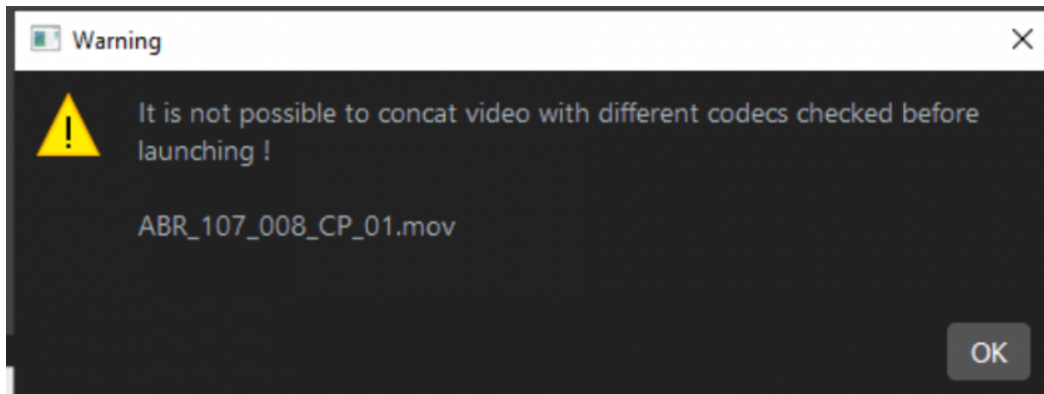 Warning
It is not possible to concat video with different codecs checked before
launching !
ABR_107_008_CP_01.mov
OK